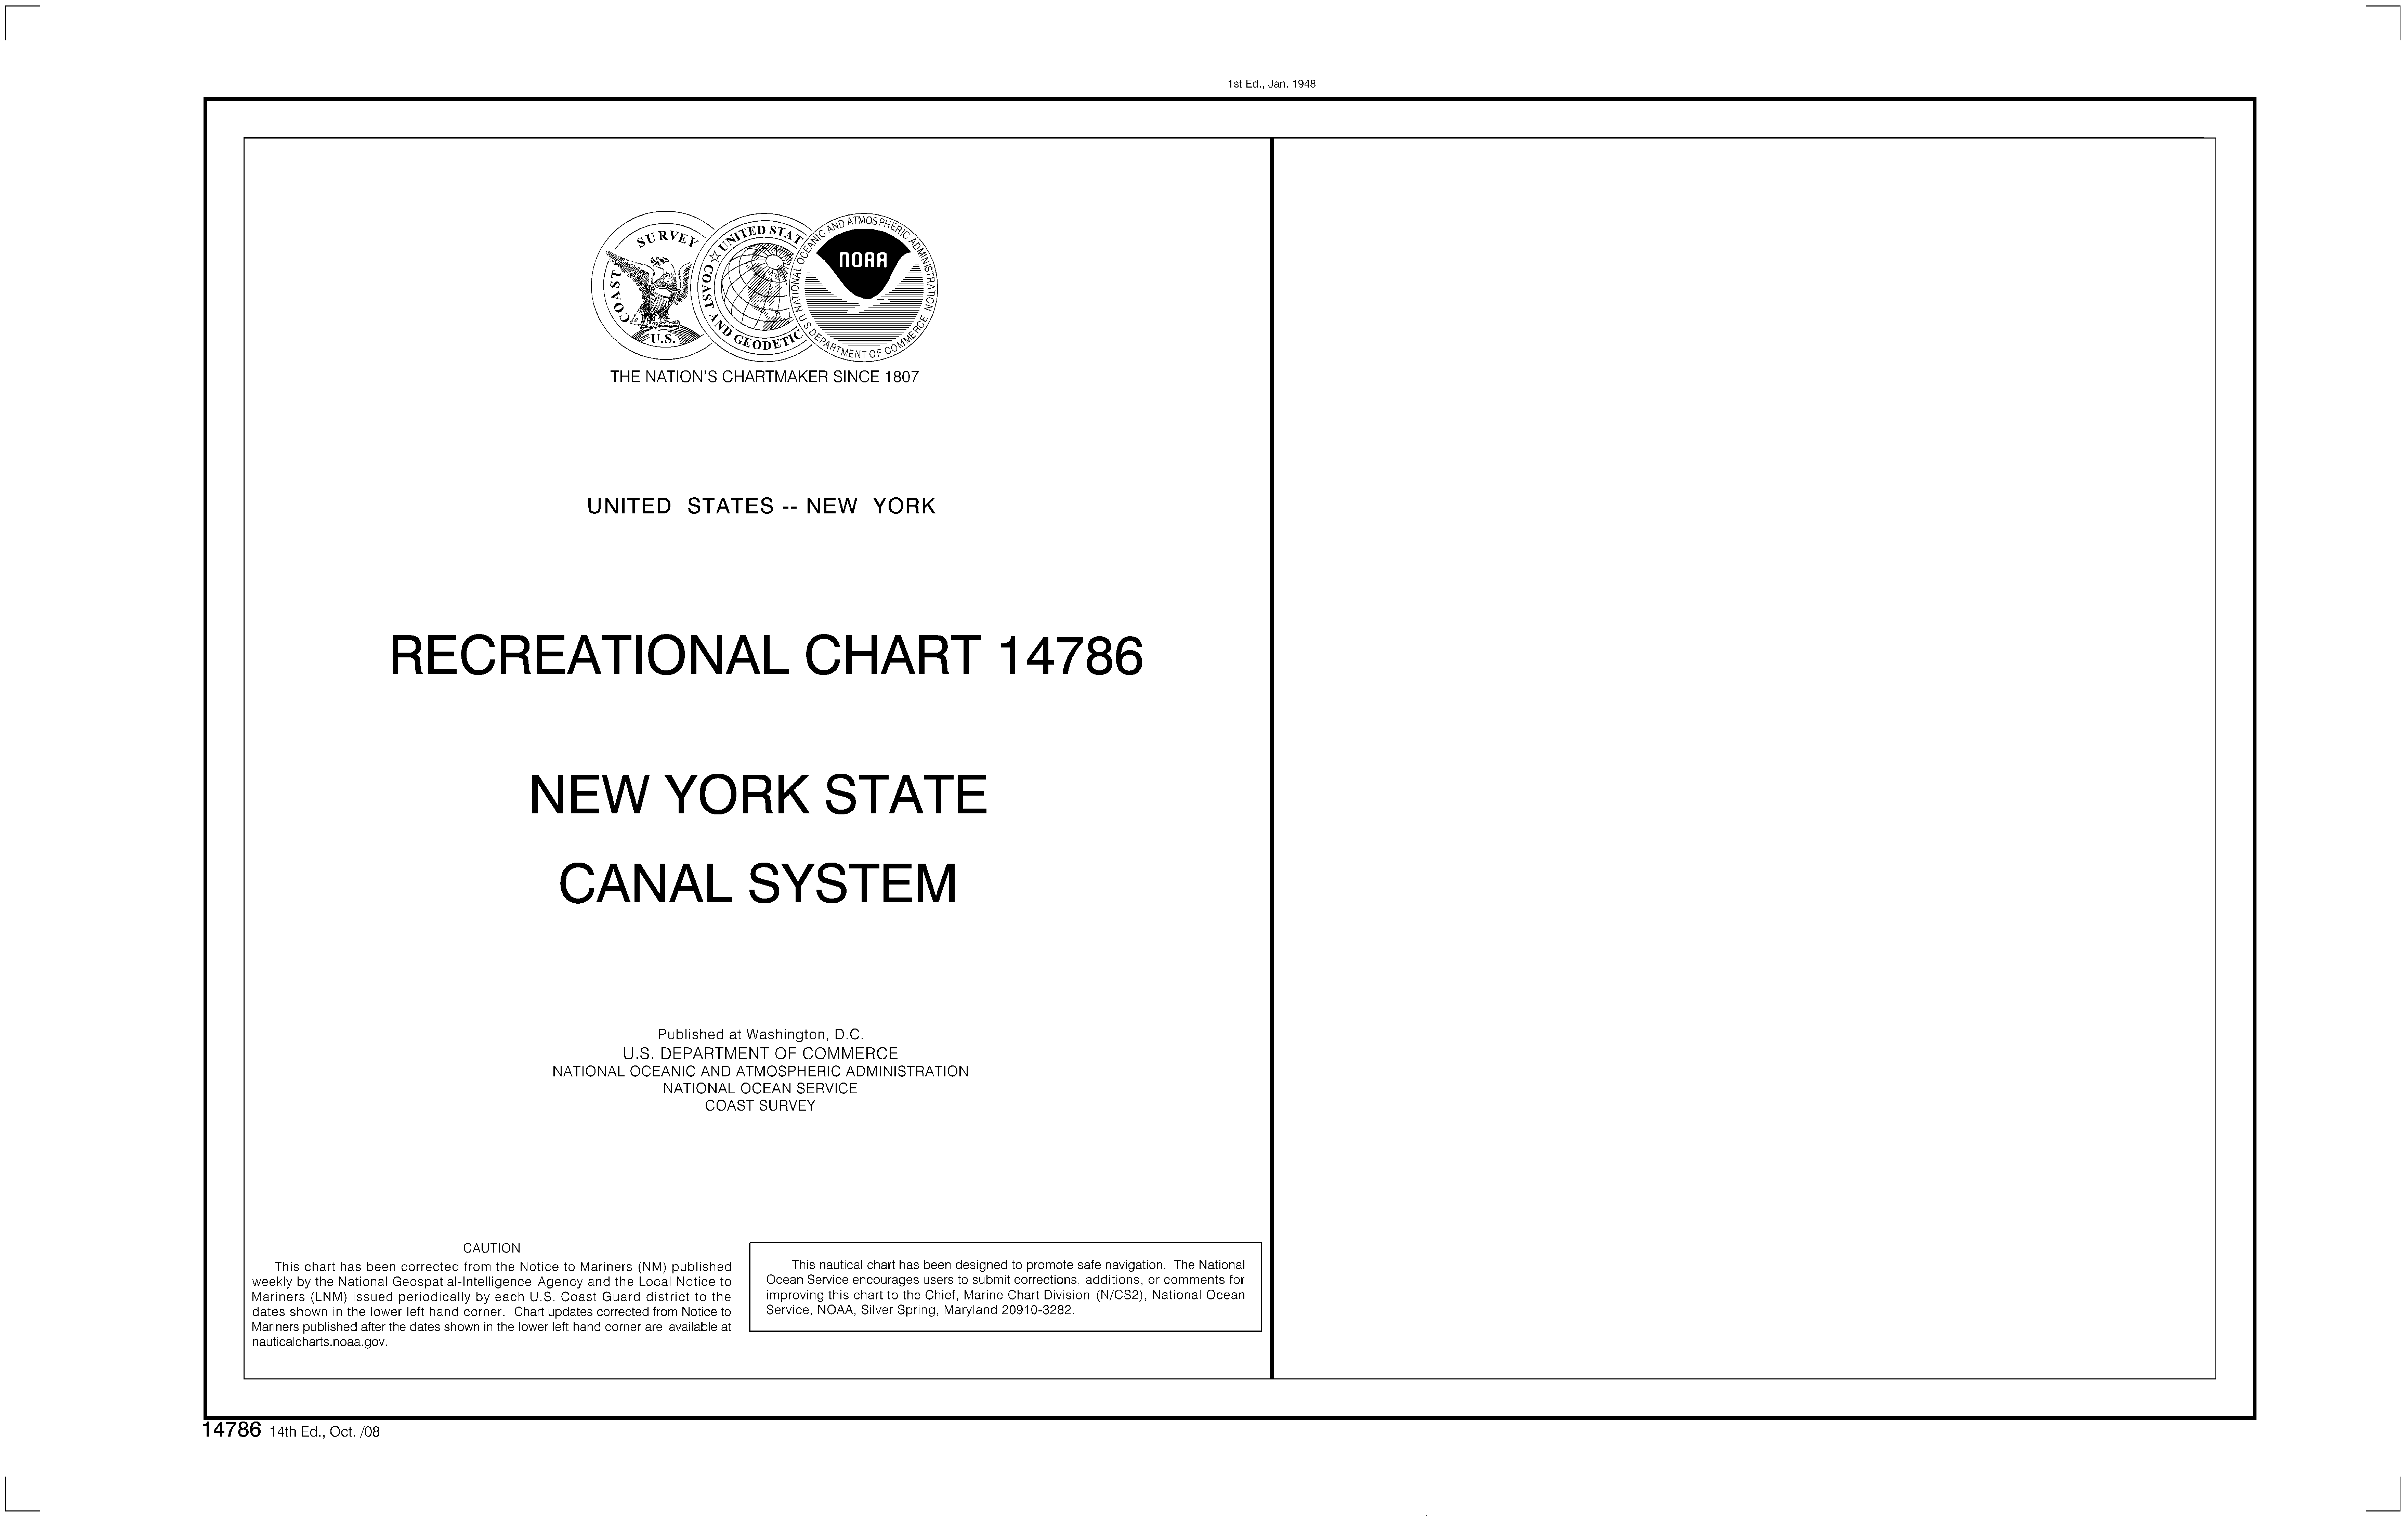 1st Ed., Jan. 1948
COAST SURVEY
U.S.
UNITED STAT
COAST AND GEODETIC
NATIONAL OCEANIC AND ATMOSPHERIC ADMINISTRATION
U S DEPARTMENT OF COMMERCE
NOAA
THE NATION'S CHARTMAKER SINCE 1807
UNITED STATES -- NEW YORK
RECREATIONAL CHART 14786
NEW YORK STATE
CANAL SYSTEM
Published at Washington, D.C.
U.S. DEPARTMENT OF COMMERCE
NATIONAL OCEANIC AND ATMOSPHERIC ADMINISTRATION
NATIONAL OCEAN SERVICE
COAST SURVEY
CAUTION
This chart has been corrected from the Notice to Mariners (NM) published
weekly by the National Geospatial-Intelligence Agency and the Local Notice to
Mariners (LNM) issued periodically by each U.S. Coast Guard district to the
dates shown in the lower left hand corner. Chart updates corrected from Notice to
Mariners published after the dates shown in the lower left hand corner are available at
nauticalcharts.noaa.gov.
This nautical chart has been designed to promote safe navigation. The National
Ocean Service encourages users to submit corrections, additions, or comments for
improving this chart to the Chief, Marine Chart Division (N/CS2), National Ocean
Service, NOAA, Silver Spring, Maryland 20910-3282.
14786 14th Ed., Oct. /08